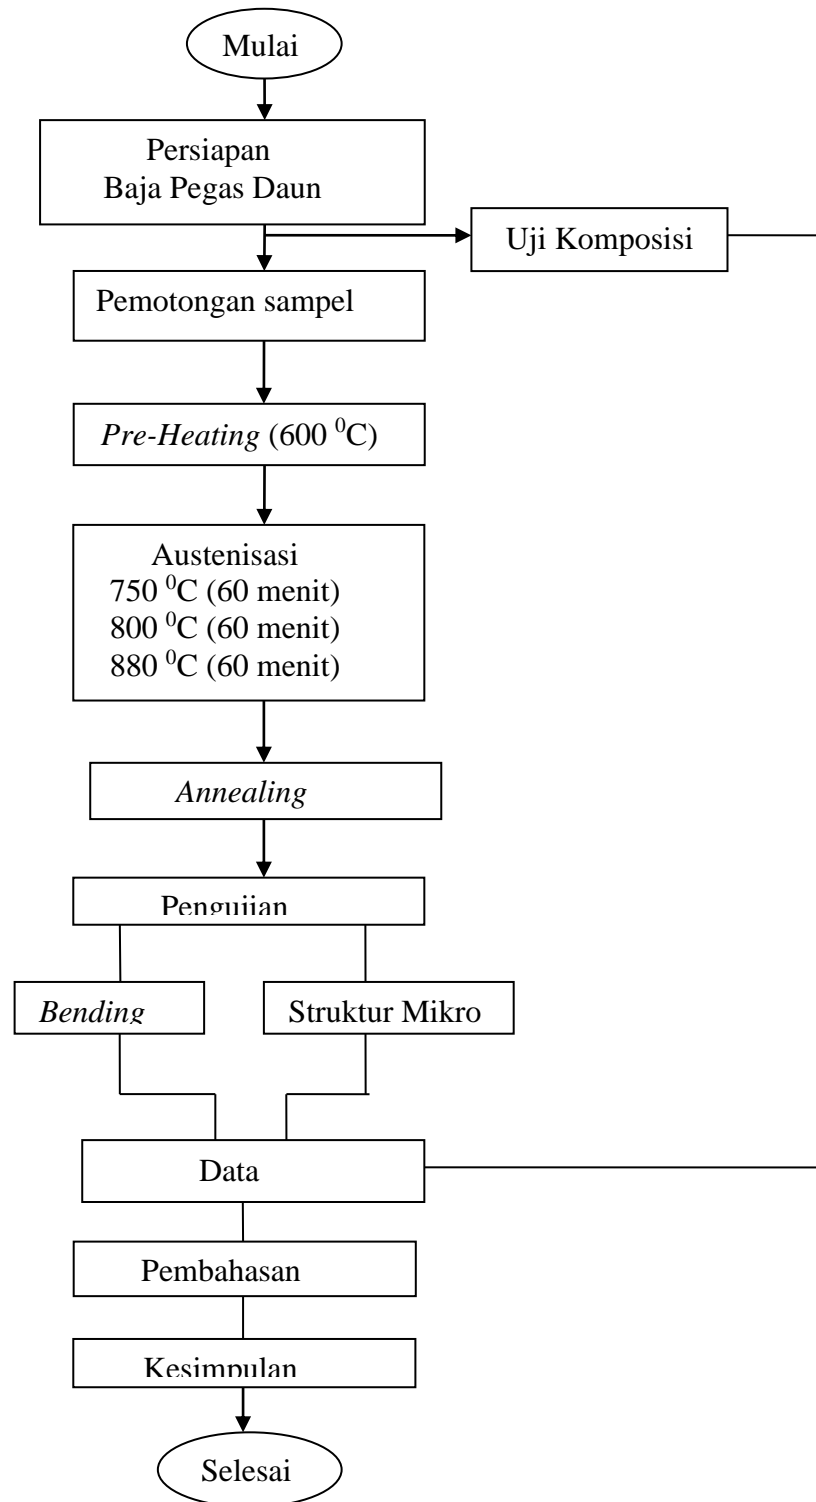 Mulai
Persiapan
Baja Pegas Daun
Uji Komposisi
Pemotongan sampel
Pre-Heating (600 ⁰C)
Austenisasi
750 ⁰C (60 menit)
800 ⁰C (60 menit)
880 ⁰C (60 menit)
Annealing
Pengujian
Bending
Struktur Mikro
Data
Pembahasan
Kesimpulan
Selesai